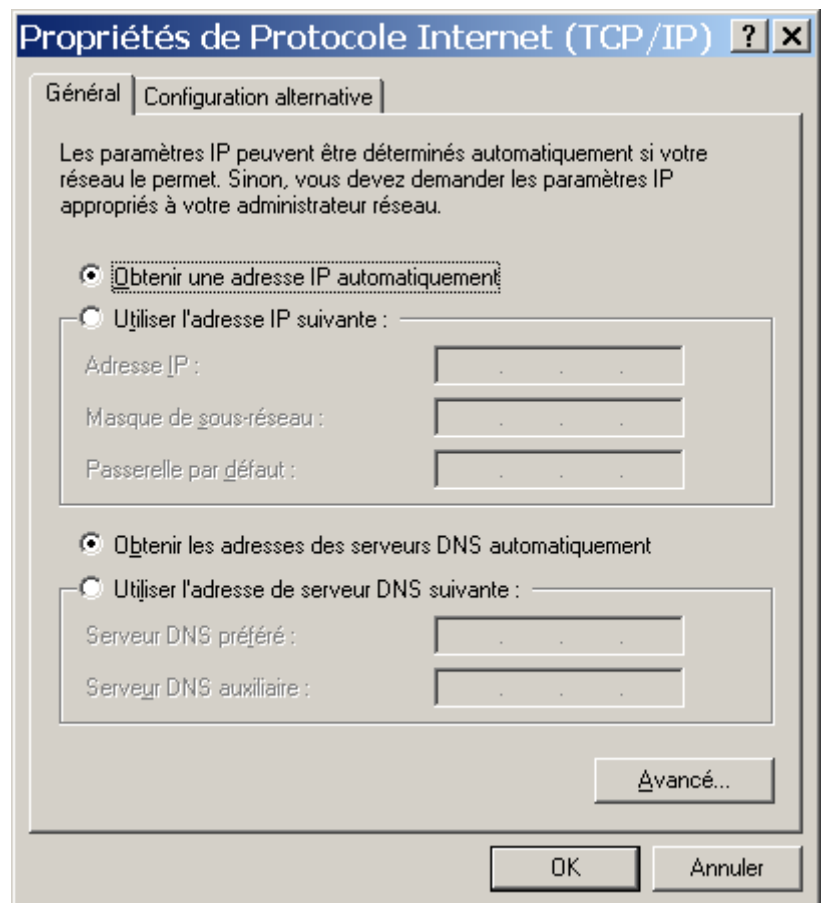 Propriétés de Protocole Internet (TCP/IP) ? X
Général Configuration alternative
Les paramètres IP peuvent être déterminés automatiquement si votre
réseau le permet. Sinon, vous devez demander les paramètres IP
appropriés à votre administrateur réseau.
Obtenir une adresse IP automatiquement
Utiliser l'adresse IP suivante :
Adresse IP :
Masque de sous-réseau :
Passerelle par défaut :
Obtenir les adresses des serveurs DNS automatiquement
Utiliser l'adresse de serveur DNS suivante :
Serveur DNS préféré :
Serveur DNS auxiliaire :
Avancé...
OK Annuler